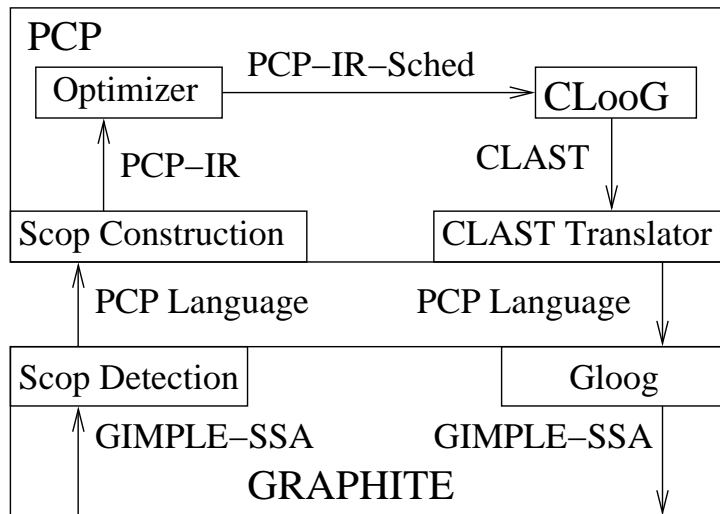 PCP
PCP–IR–Sched
Optimizer
CLooG
PCP–IR
CLAST
Scop Construction
CLAST Translator
PCP Language
PCP Language
Scop Detection
Gloog
GIMPLE–SSA
GIMPLE–SSA
GRAPHITE